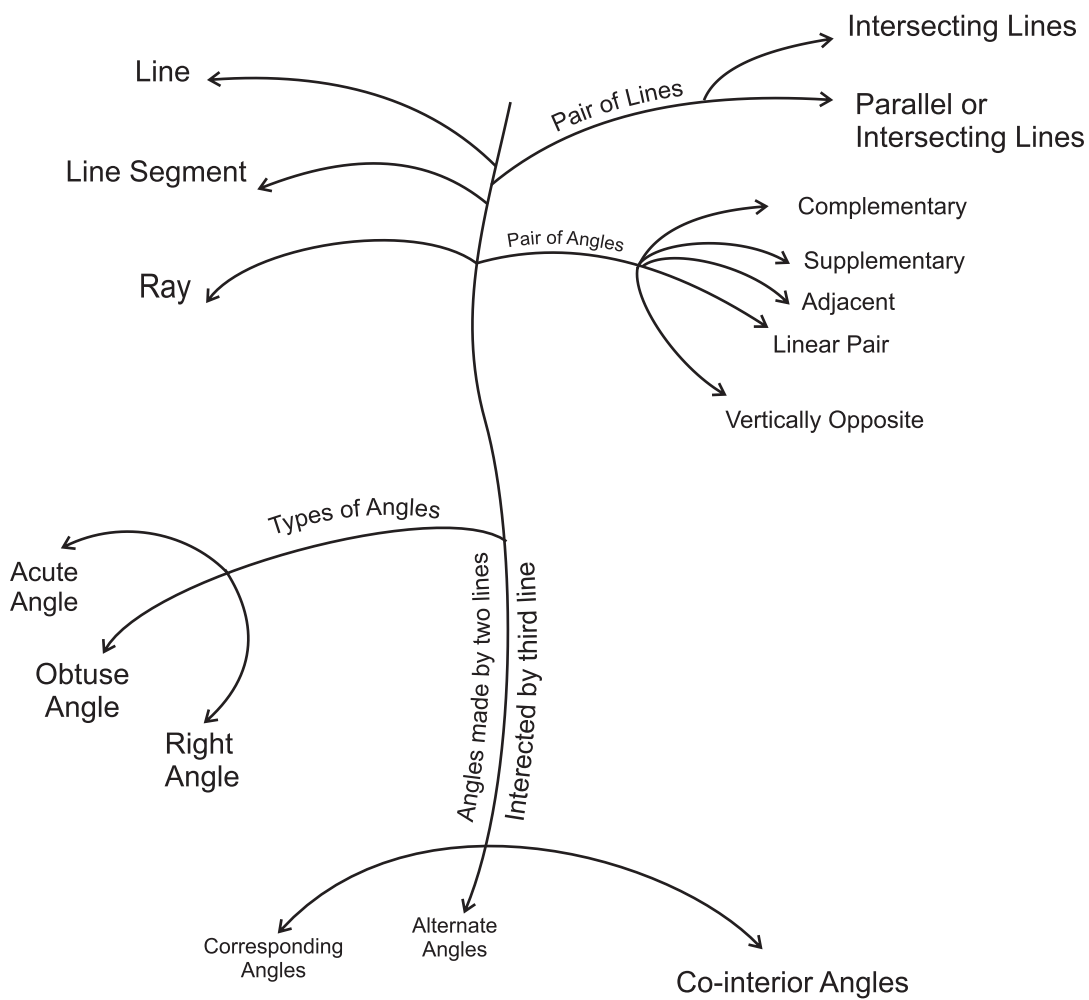 Intersecting Lines
Line
Pair of Lines
Parallel or
Intersecting Lines
Line Segment
Complementary
Pair of Angles
Supplementary
Ray
Adjacent
Linear Pair
Vertically Opposite
Types of Angles
Acute
Angle
Obtuse
Angle
Right
Angle
Angles made by two lines
Interected by third line
Corresponding
Angles
Alternate
Angles
Co-interior Angles